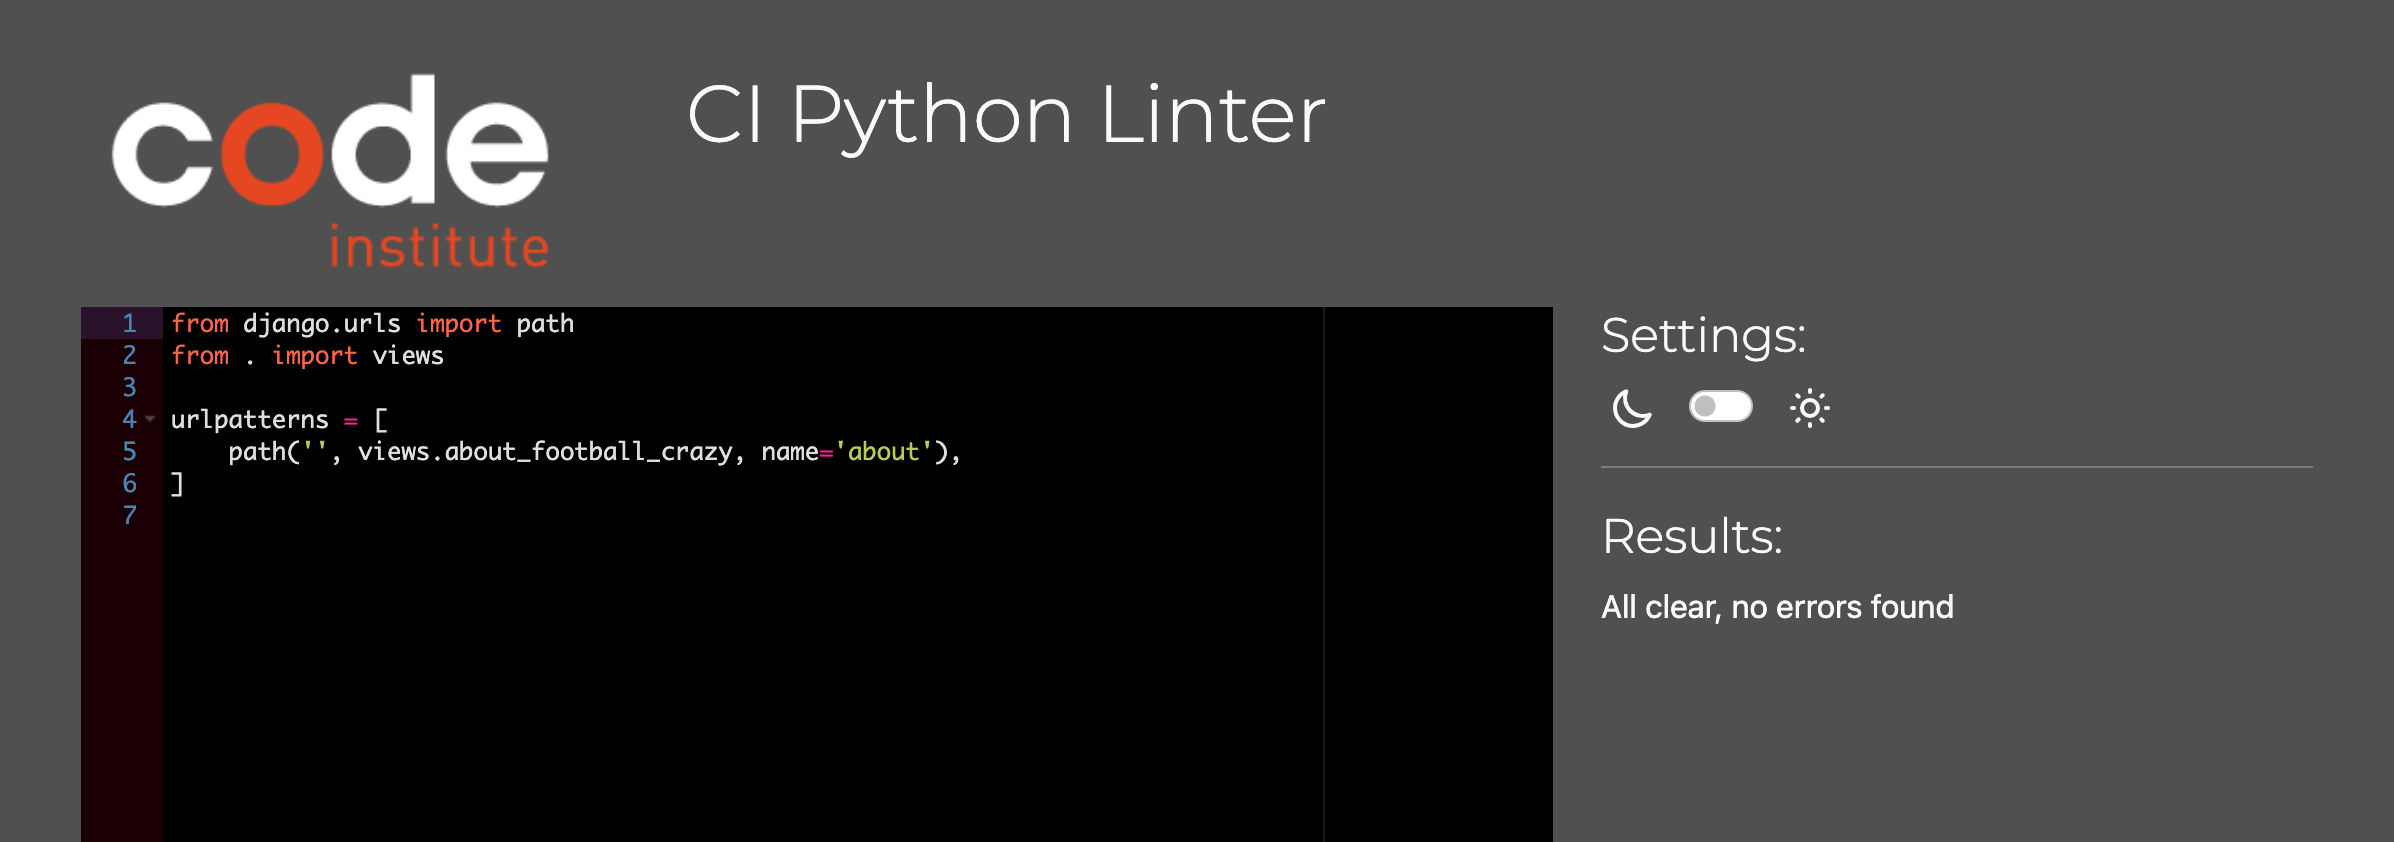 code
institute
CI Python Linter
1 from django.urls import path
2 from . import views
3
4 urlpatterns = [
5     path('', views.about_football_crazy, name='about'),
6 ]
7
Settings:
Results:
All clear, no errors found